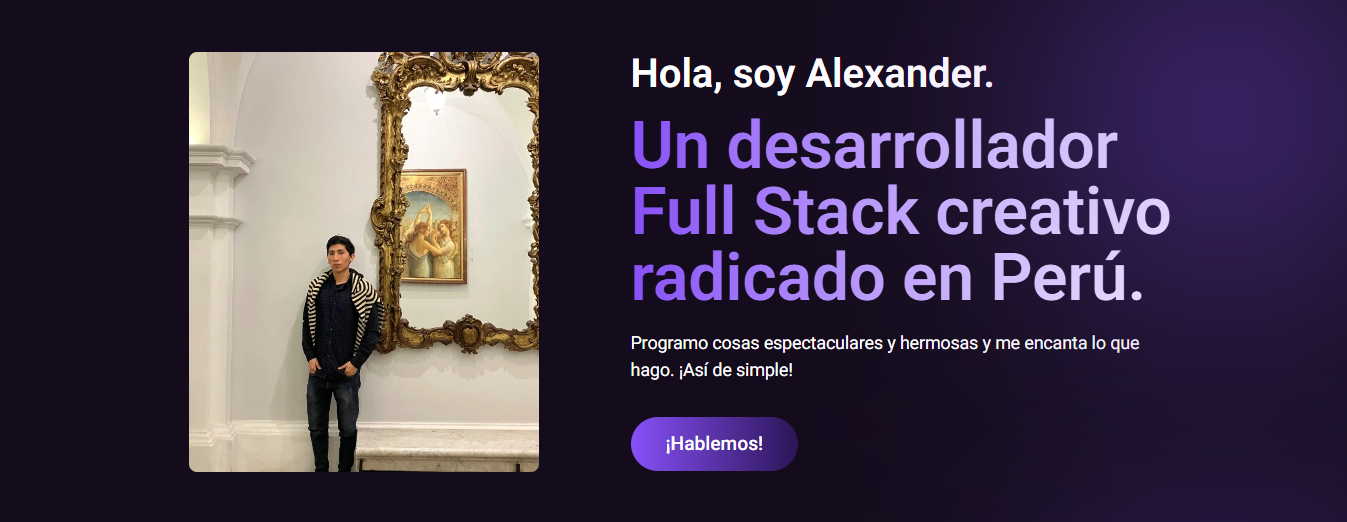 Hola, soy Alexander.
Un desarrollador
Full Stack creativo
radicado en Perú.
Programo cosas espectaculares y hermosas y me encanta lo que
hago. ¡Así de simple!
¡Hablemos!